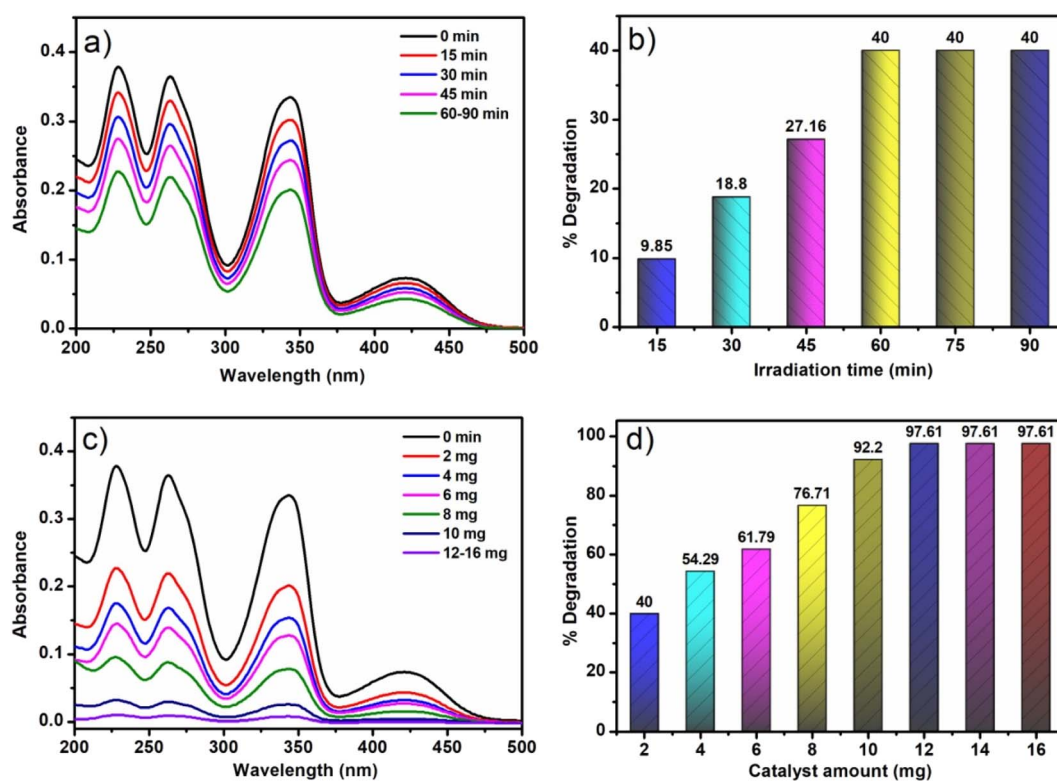 a)
0 min
15 min
30 min
45 min
60-90 min
0.4
0.3
0.2
0.1
0.0
Absorbance
200 250 300 350 400 450 500
Wavelength (nm)
b)
40
30
20
10
0
% Degradation
9.85
18.8
27.16
40
40
40
15 30 45 60 75 90
Irradiation time (min)
c)
0 min
2 mg
4 mg
6 mg
8 mg
10 mg
12-16 mg
0.4
0.3
0.2
0.1
0.0
Absorbance
200 250 300 350 400 450 500
Wavelength (nm)
d)
100
80
60
40
20
0
% Degradation
40
54.29
61.79
76.71
92.2
97.61
97.61
97.61
2 4 6 8 10 12 14 16
Catalyst amount (mg)